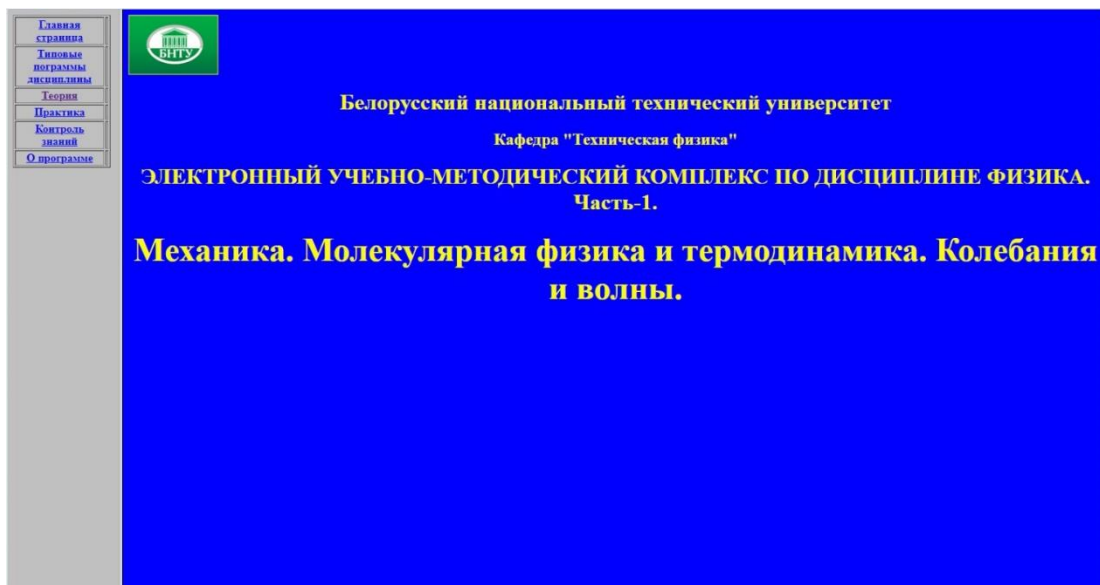 Главная
страница
Типовые
пограммы
дисциплины
Теория
Практика
Контроль
знаний
О программе
БНТУ
Белорусский национальный технический университет
Кафедра "Техническая физика"
ЭЛЕКТРОННЫЙ УЧЕБНО-МЕТОДИЧЕСКИЙ КОМПЛЕКС ПО ДИСЦИПЛИНЕ ФИЗИКА.
Часть-1.
Механика. Молекулярная физика и термодинамика. Колебания
и волны.